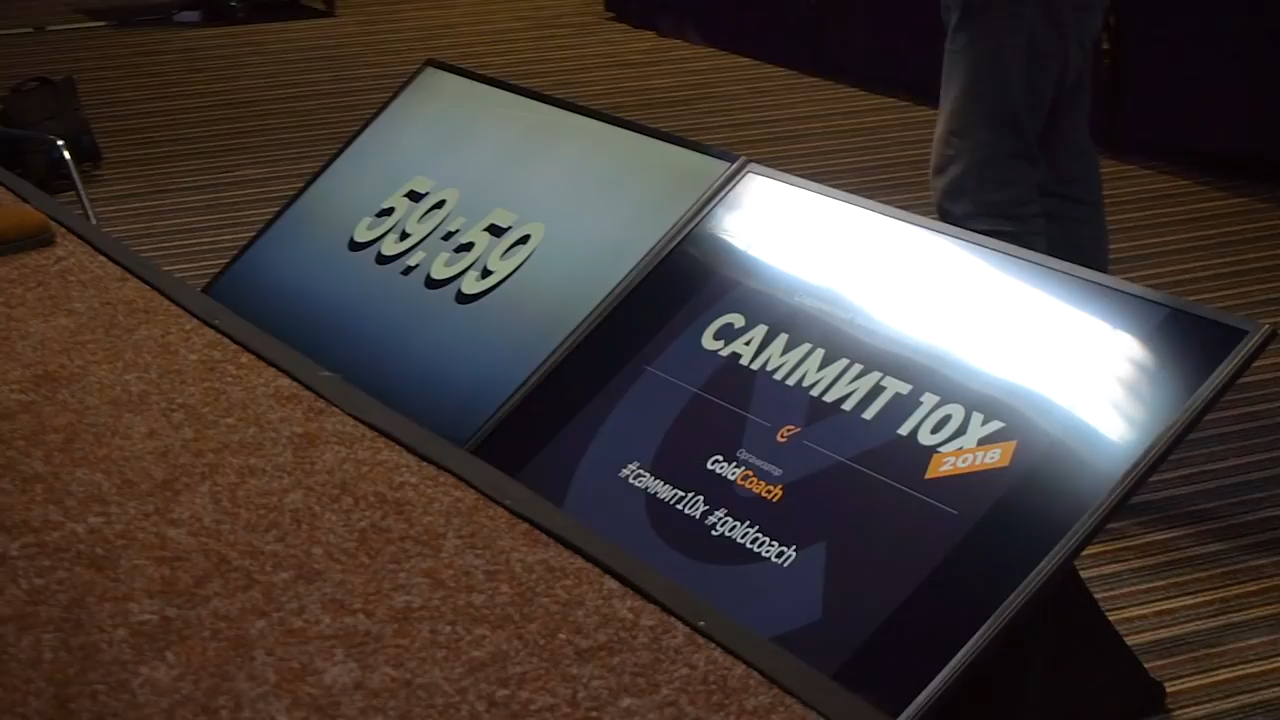 59:59
САММИТ 10X
2018
Организатор
GoldCoach
#саммит10х #goldcoach